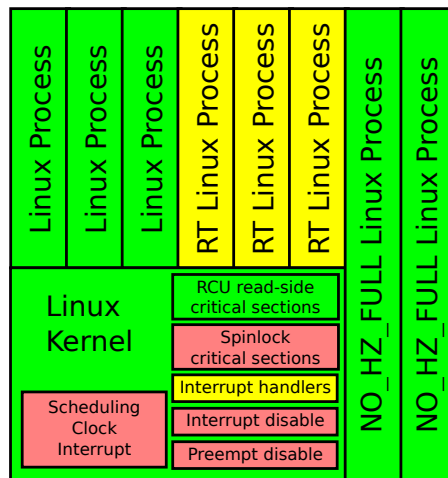 Linux Process
Linux Process
Linux Process
RT Linux Process
RT Linux Process
RT Linux Process
NO_HZ_FULL Linux Process
NO_HZ_FULL Linux Process
Linux
Kernel
RCU read-side
critical sections
Spinlock
critical sections
Interrupt handlers
Scheduling
Clock
Interrupt
Interrupt disable
Preempt disable